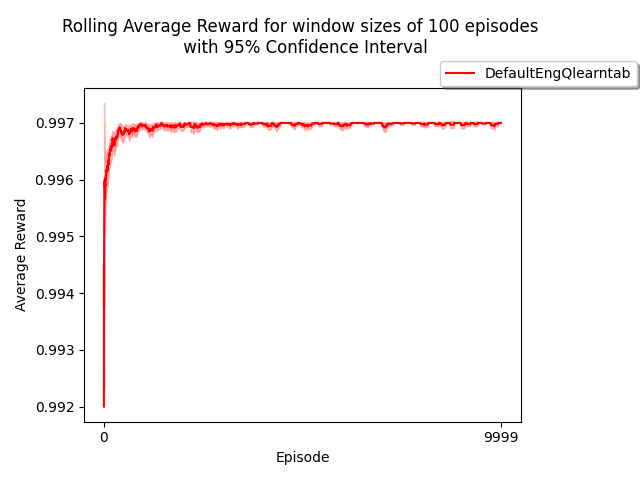 Rolling Average Reward for window sizes of 100 episodes
with 95% Confidence Interval
DefaultEngQlearntab
0.997
0.996
0.995
0.994
0.993
0.992
Average Reward
0
9999
Episode